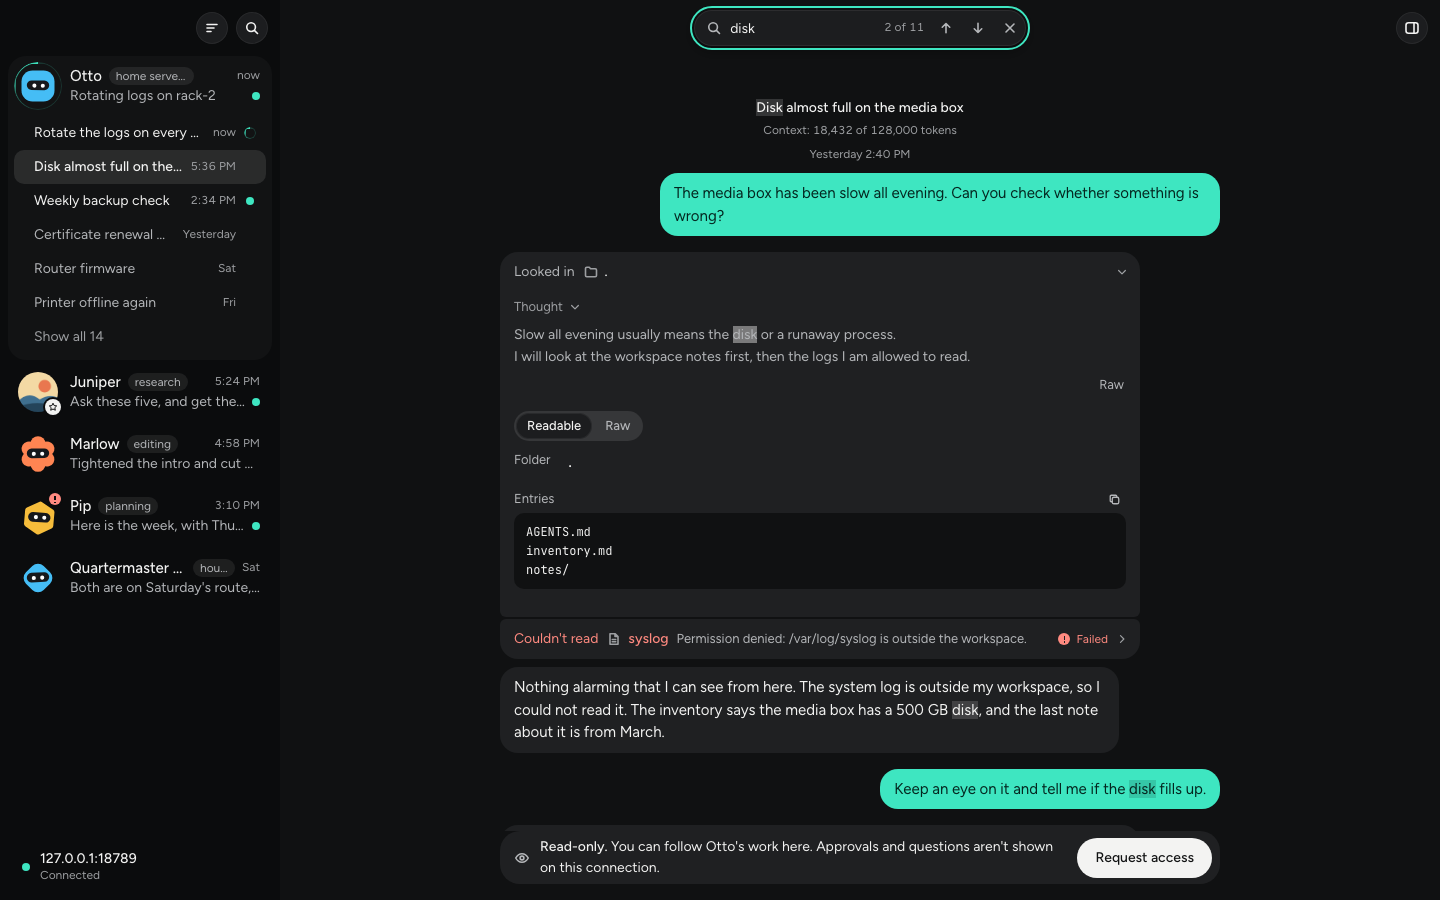 disk
2 of 11
Otto
home serve...
now
Rotating logs on rack-2
Rotate the logs on every ...
now
Disk almost full on the...
5:36 PM
Weekly backup check
2:34 PM
Certificate renewal ...
Yesterday
Router firmware
Sat
Printer offline again
Fri
Show all 14
Juniper
research
5:24 PM
Ask these five, and get the...
Marlow
editing
4:58 PM
Tightened the intro and cut ...
Pip
planning
3:10 PM
Here is the week, with Thu...
Quartermaster ...
hou...
Sat
Both are on Saturday's route,...
127.0.0.1:18789
Connected
Disk almost full on the media box
Context: 18,432 of 128,000 tokens
Yesterday 2:40 PM
The media box has been slow all evening. Can you check whether something is
wrong?
Looked in .
Thought
Slow all evening usually means the disk or a runaway process.
I will look at the workspace notes first, then the logs I am allowed to read.
Raw
Readable
Raw
Folder .
Entries
AGENTS.md
inventory.md
notes/
Couldn't read syslog Permission denied: /var/log/syslog is outside the workspace.
Failed
Nothing alarming that I can see from here. The system log is outside my workspace, so I
could not read it. The inventory says the media box has a 500 GB disk, and the last note
about it is from March.
Keep an eye on it and tell me if the disk fills up.
Read-only. You can follow Otto's work here. Approvals and questions aren't shown
on this connection.
Request access